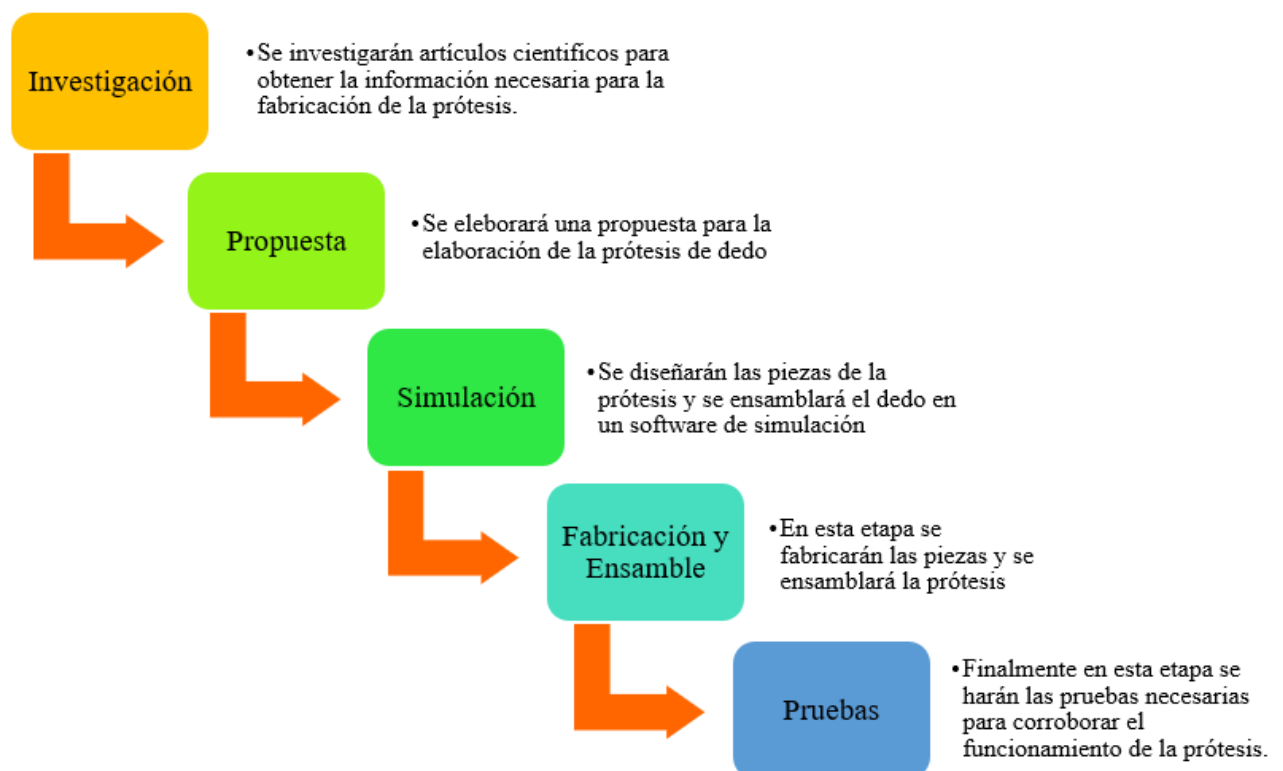 Investigación
•Se investigarán artículos científicos para
obtener la información necesaria para la
fabricación de la prótesis.
Propuesta
•Se eleborará una propuesta para la
elaboración de la prótesis de dedo
Simulación
•Se diseñarán las piezas de la
prótesis y se ensamblará el dedo en
un software de simulación
Fabricación y
Ensamble
•En esta etapa se
fabricarán las piezas y se
ensamblará la prótesis
Pruebas
•Finalmente en esta etapa se
harán las pruebas necesarias
para corroborar el
funcionamiento de la prótesis.